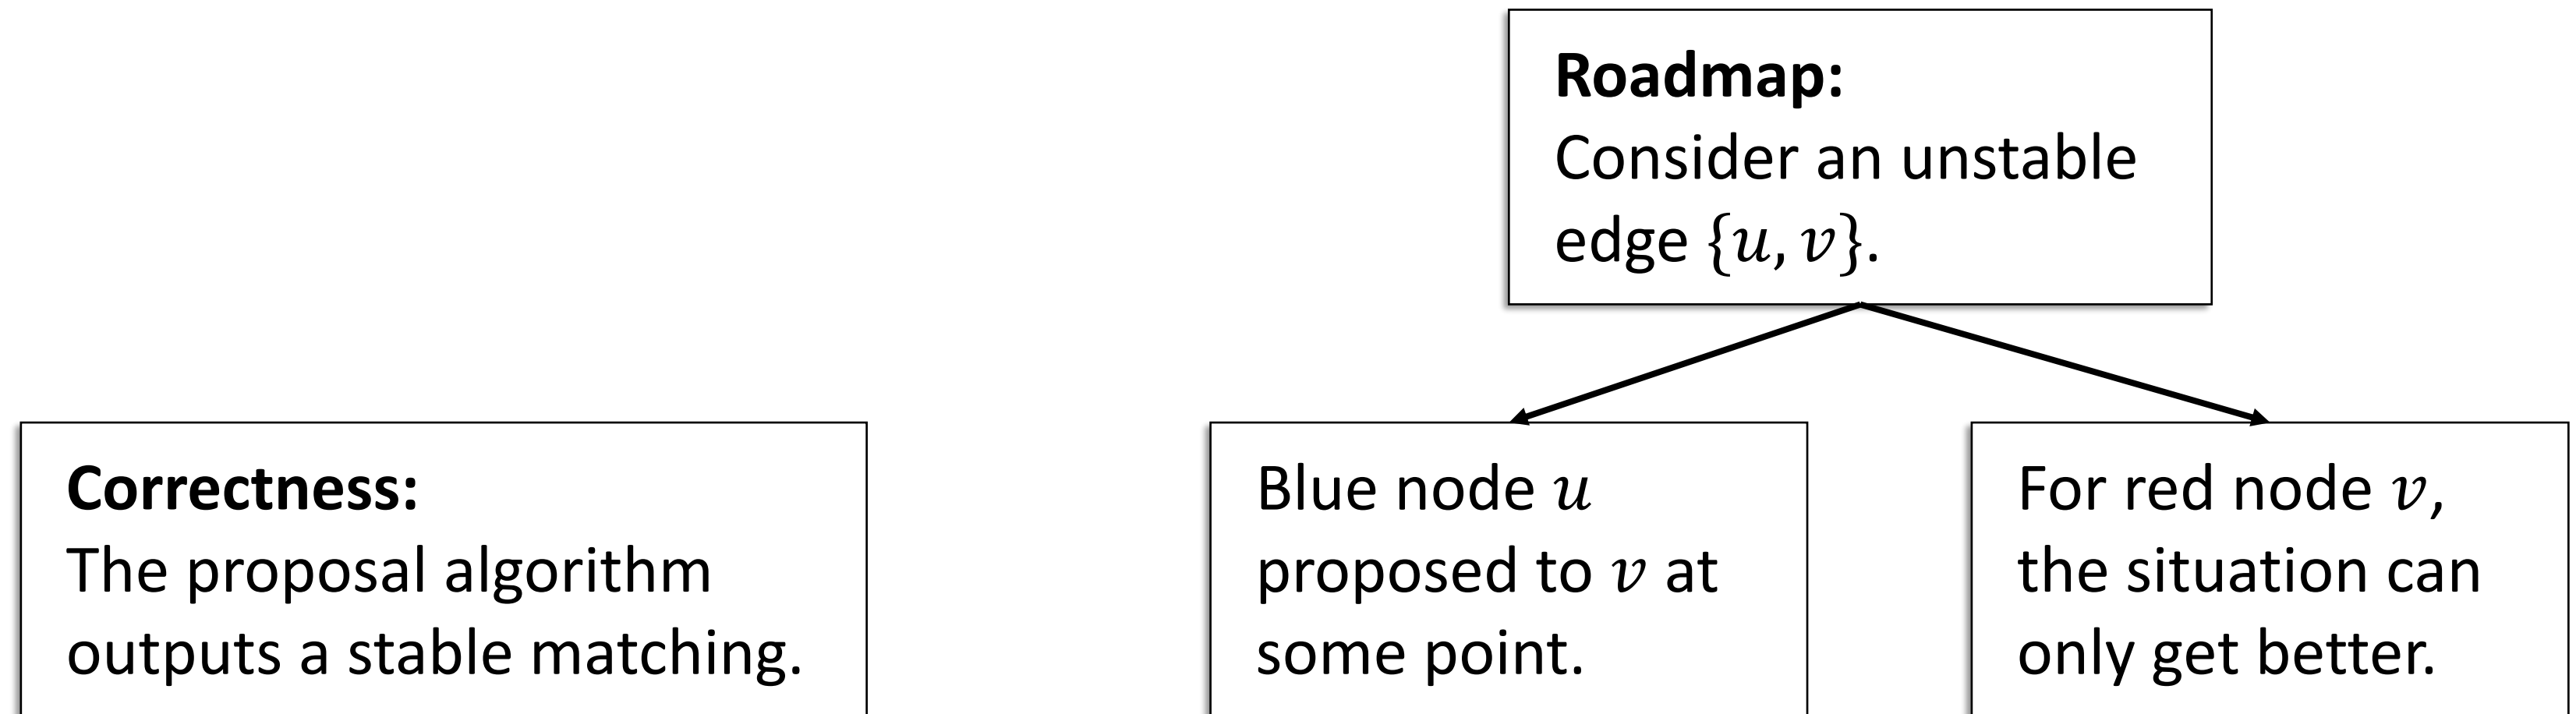 Roadmap:
Consider an unstable
edge {𝑢, 𝑣}.
Correctness:
The proposal algorithm
outputs a stable matching.
Blue node 𝑢
proposed to 𝑣 at
some point.
For red node 𝑣,
the situation can
only get better.